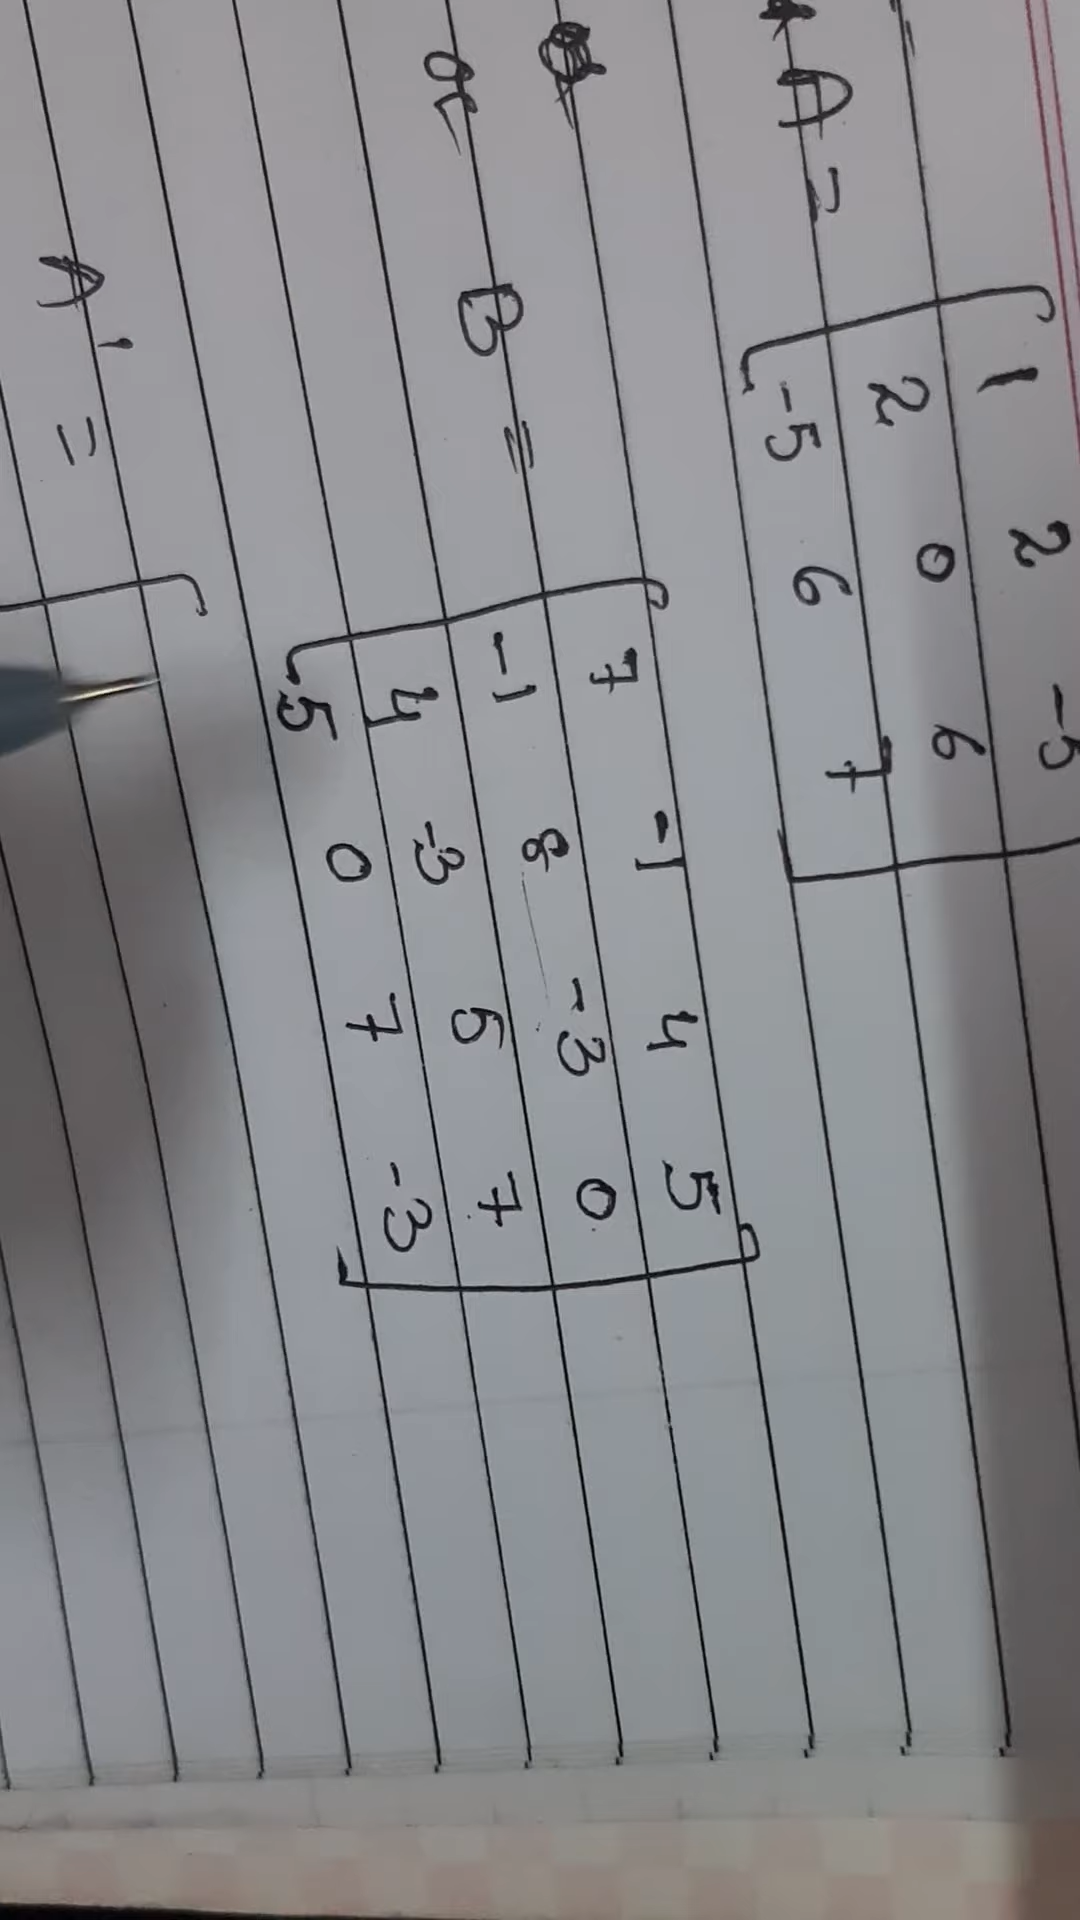 A =
1 2 -5
2 0 6
-5 6 7
or B =
7 -1 4 5
-1 8 -3 0
4 -3 5 7
5 0 7 -3
A' =